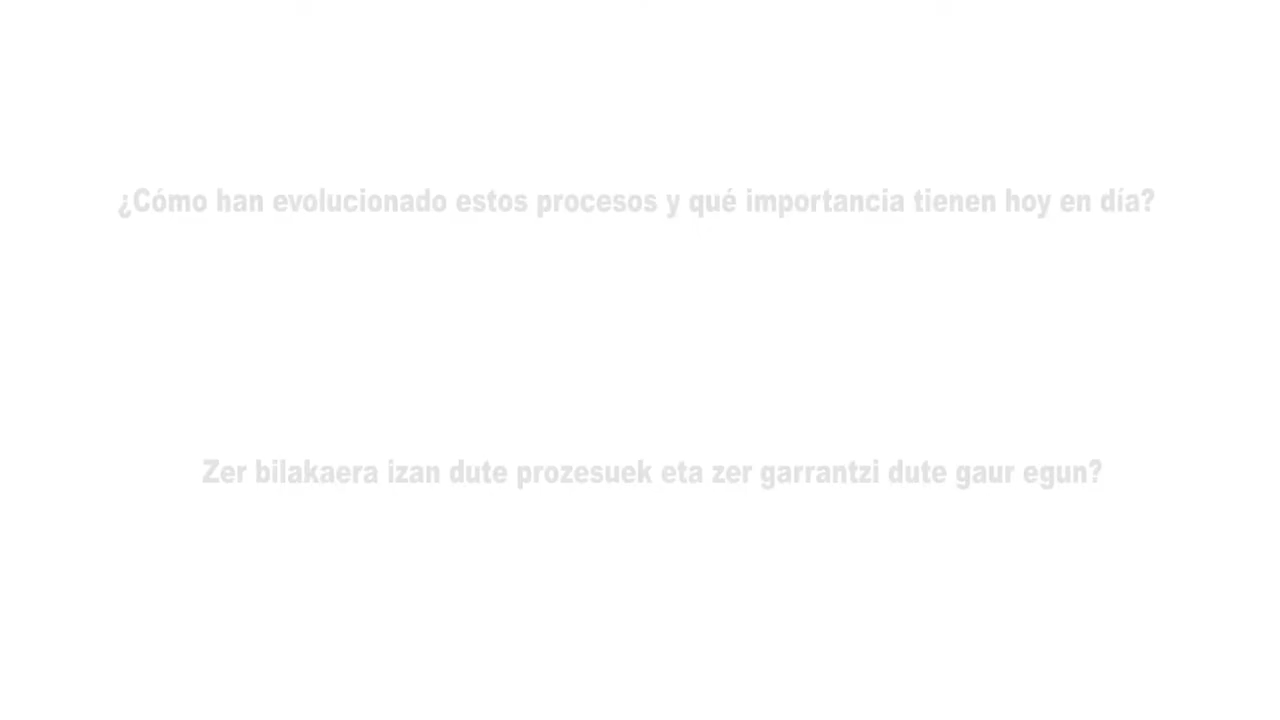 ¿Cómo han evolucionado estos procesos y qué importancia tienen hoy en día?
Zer bilakaera izan dute prozesuek eta zer garrantzi dute gaur egun?